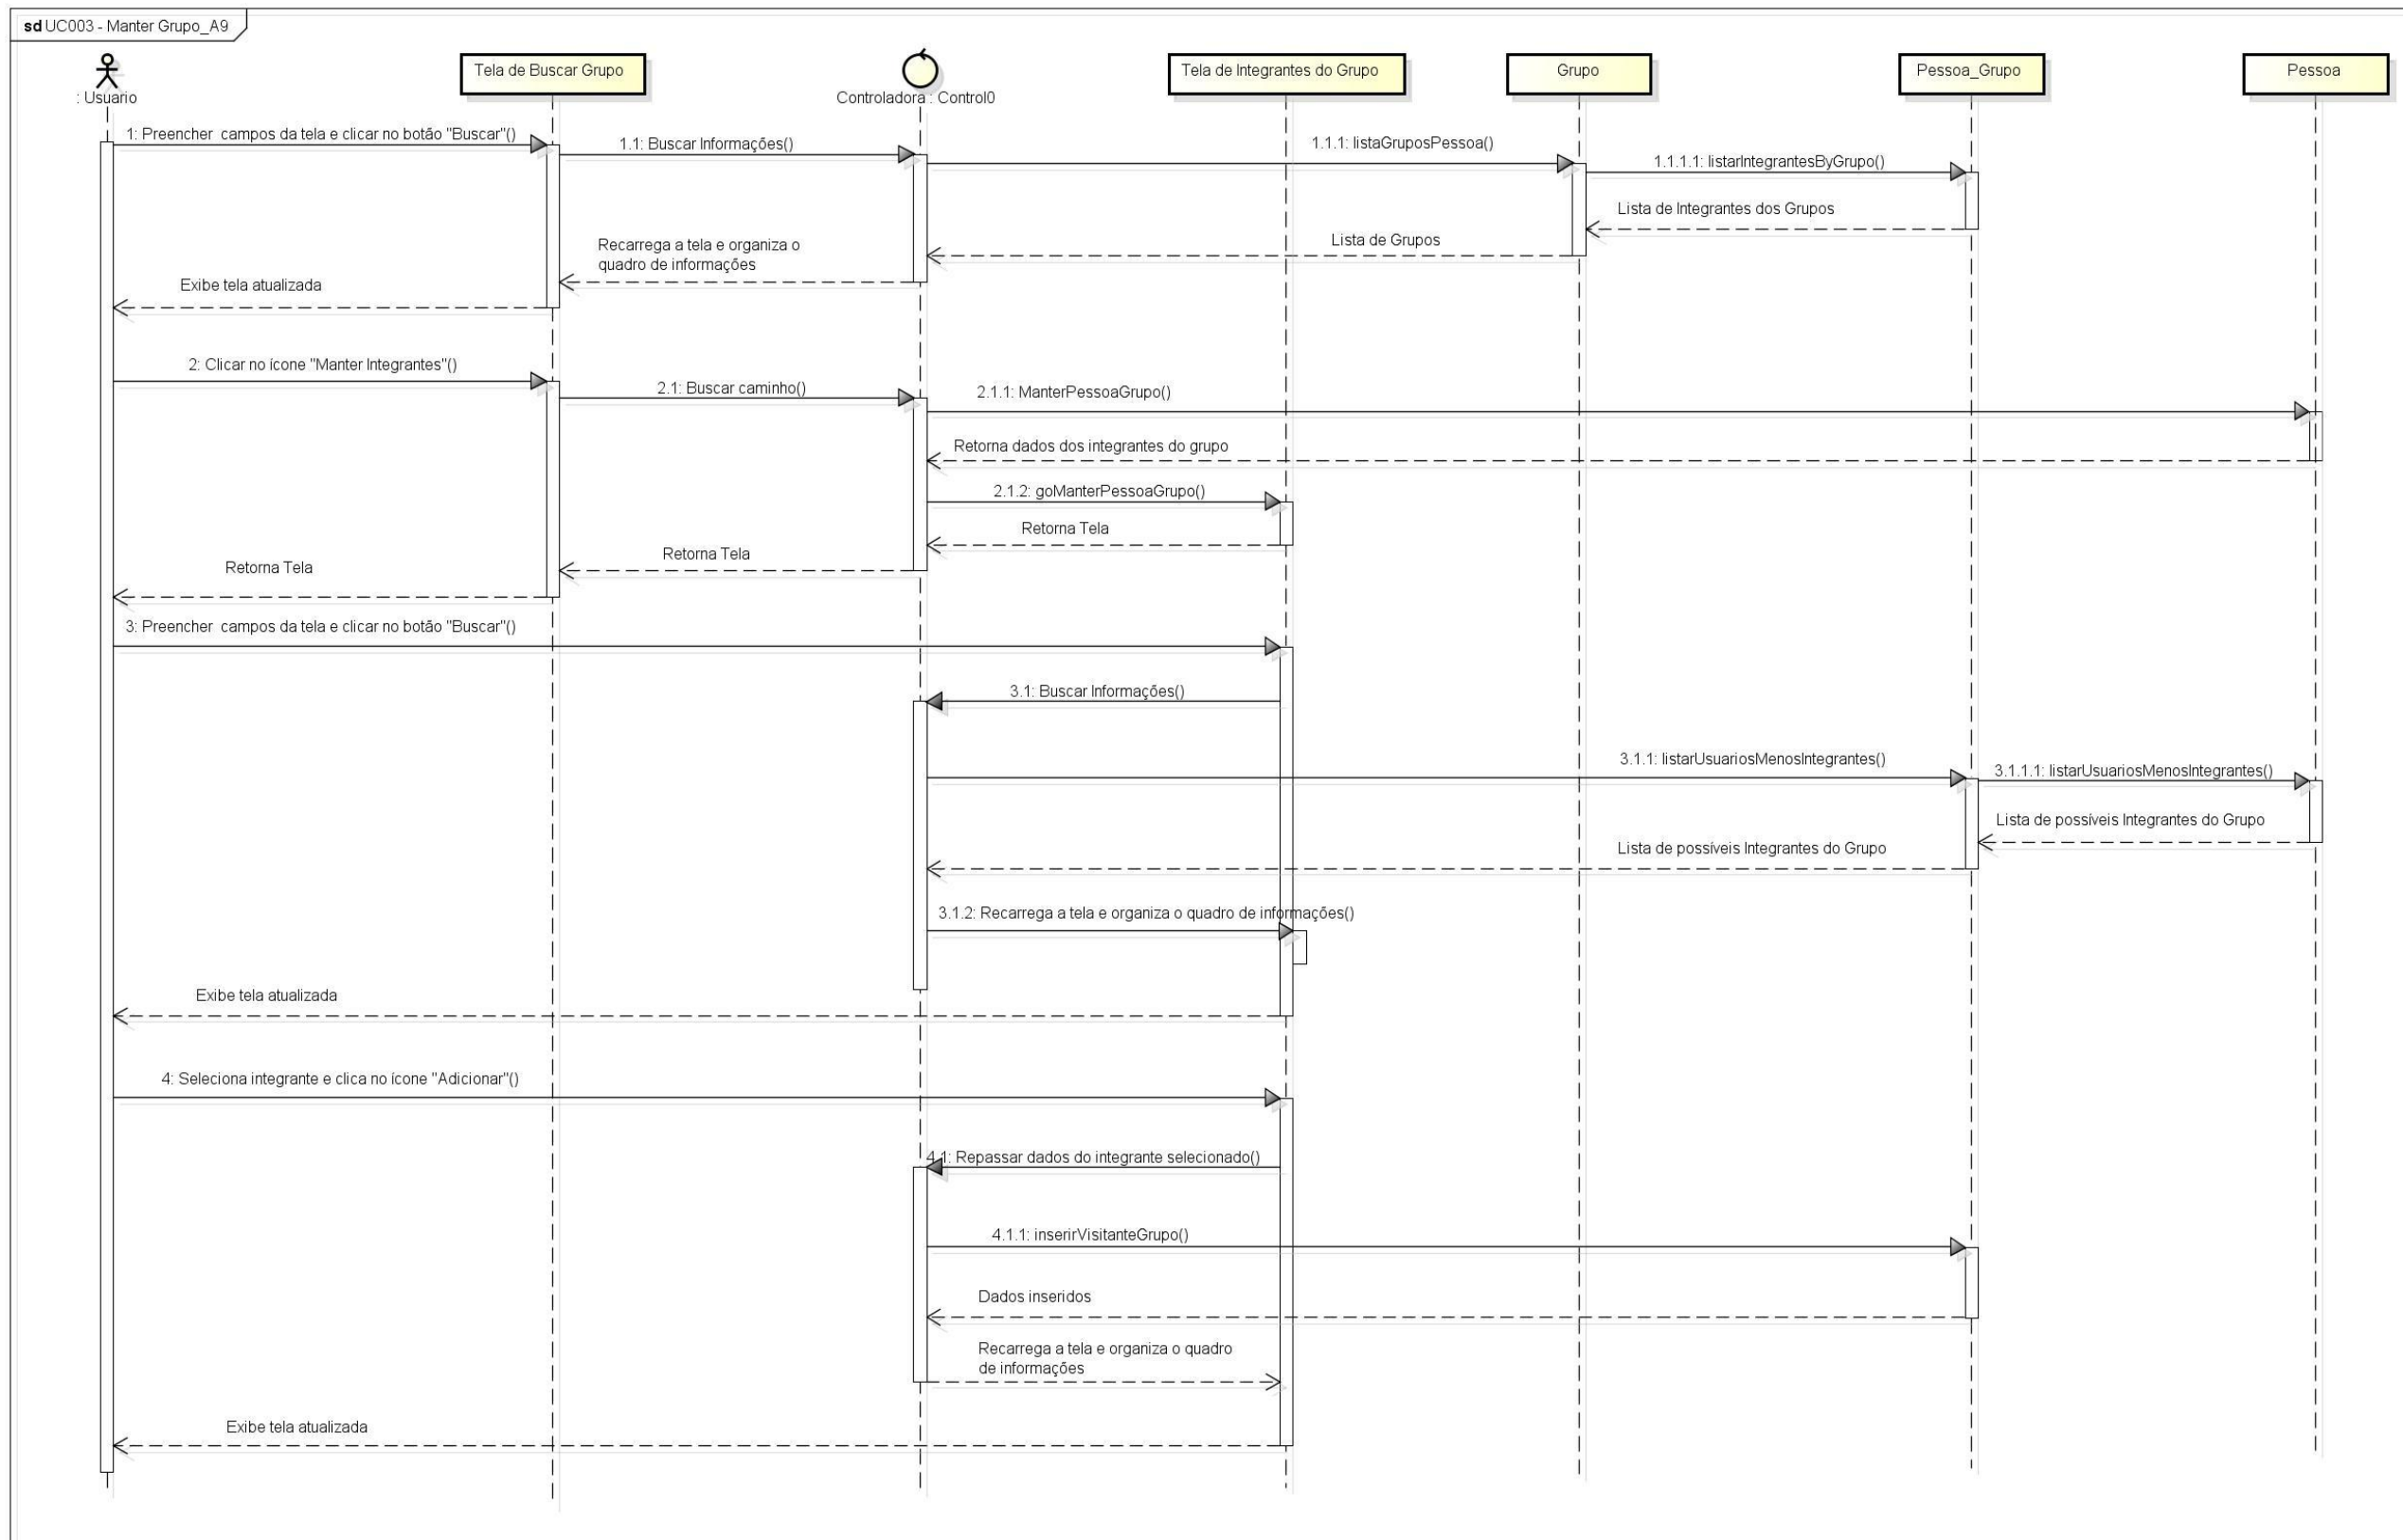 sd UC003 - Manter Grupo_A9
: Usuario
Tela de Buscar Grupo
Controladora : Control0
Tela de Integrantes do Grupo
Grupo
Pessoa_Grupo
Pessoa
1: Preencher  campos da tela e clicar no botão "Buscar"()
1.1: Buscar Informações()
1.1.1: listaGruposPessoa()
1.1.1.1: listarIntegrantesByGrupo()
Lista de Integrantes dos Grupos
Lista de Grupos
Recarrega a tela e organiza o
quadro de informações
Exibe tela atualizada
2: Clicar no ícone "Manter Integrantes"()
2.1: Buscar caminho()
2.1.1: ManterPessoaGrupo()
Retorna dados dos integrantes do grupo
2.1.2: goManterPessoaGrupo()
Retorna Tela
Retorna Tela
Retorna Tela
3: Preencher  campos da tela e clicar no botão "Buscar"()
3.1: Buscar Informações()
3.1.1: listarUsuariosMenosIntegrantes()
3.1.1.1: listarUsuariosMenosIntegrantes()
Lista de possíveis Integrantes do Grupo
Lista de possíveis Integrantes do Grupo
3.1.2: Recarrega a tela e organiza o quadro de informações()
Exibe tela atualizada
4: Seleciona integrante e clica no ícone "Adicionar"()
4.1: Repassar dados do integrante selecionado()
4.1.1: inserirVisitanteGrupo()
Dados inseridos
Recarrega a tela e organiza o quadro
de informações
Exibe tela atualizada